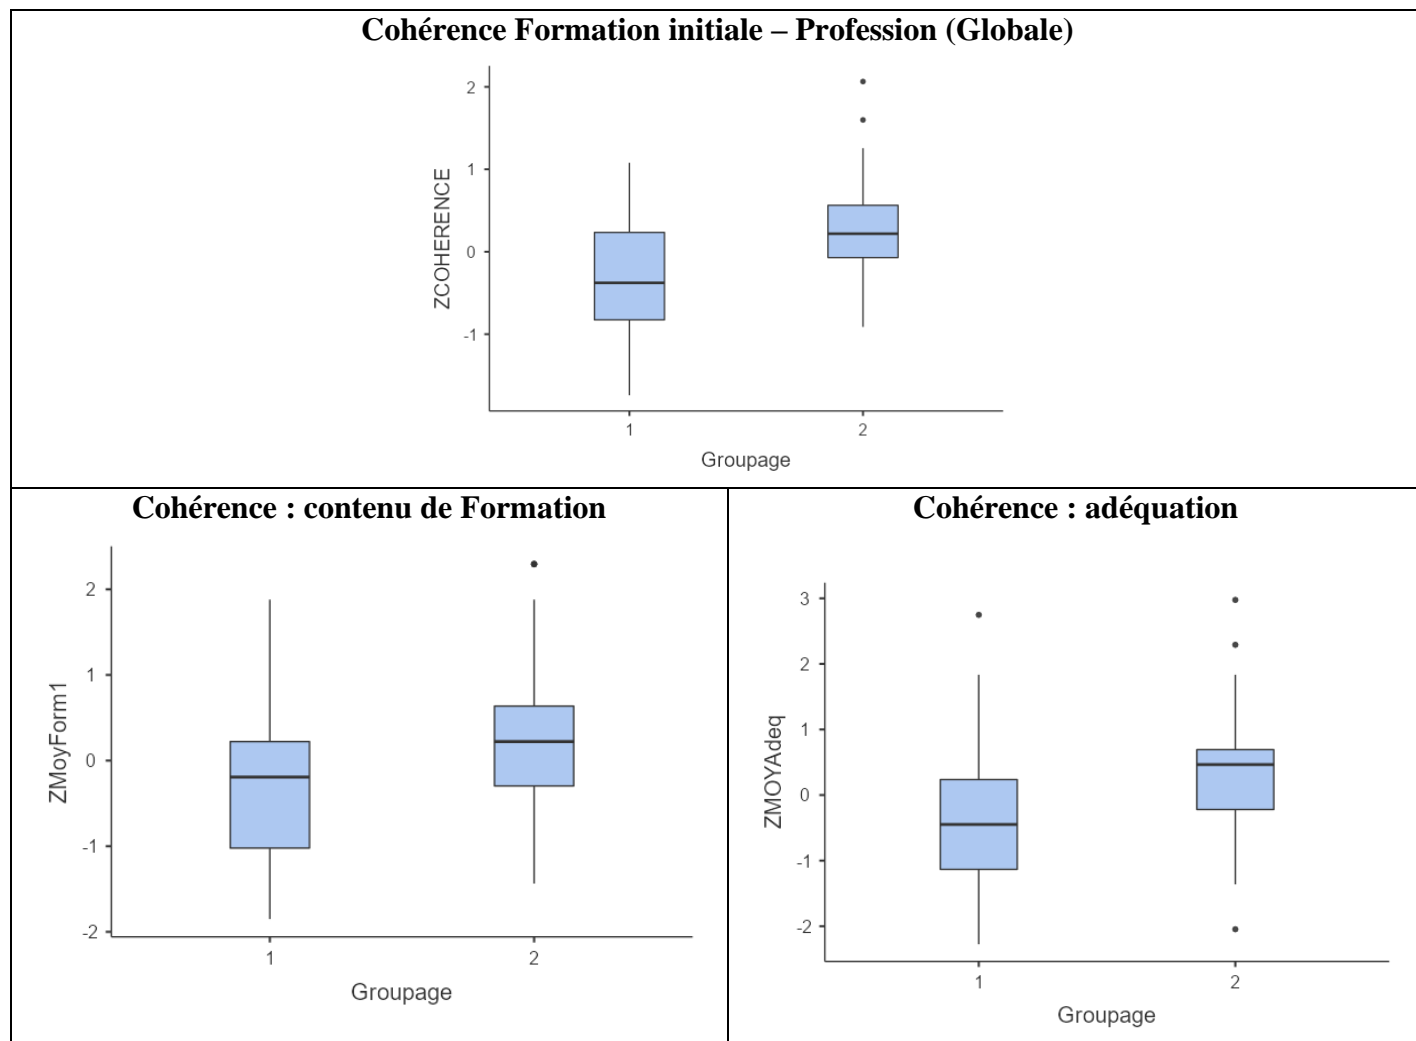 Cohérence Formation initiale – Profession (Globale)
2
1
0
-1
ZCOHERENCE
1 2
Groupage
Cohérence : contenu de Formation
2
1
0
-1
-2
ZMoyForm1
1 2
Groupage
Cohérence : adéquation
3
2
1
0
-1
-2
ZMOYAdeq
1 2
Groupage